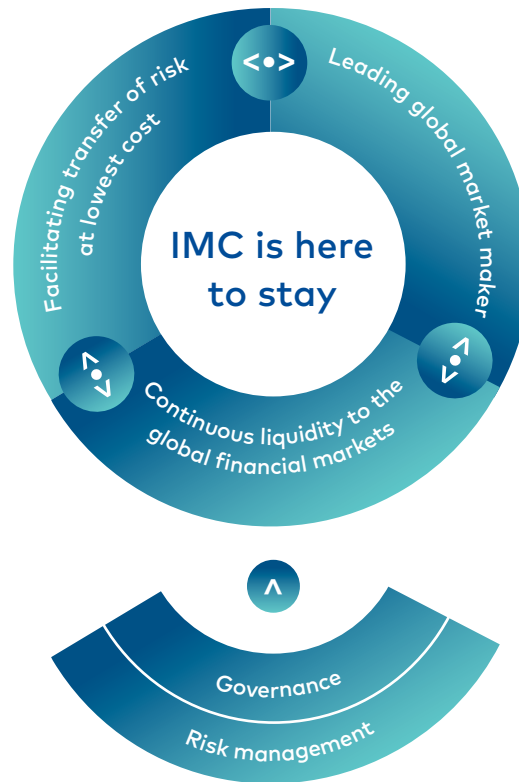 Facilitating transfer of risk
at lowest cost
Leading global market maker
IMC is here
to stay
Continuous liquidity to the
global financial markets
Governance
Risk management